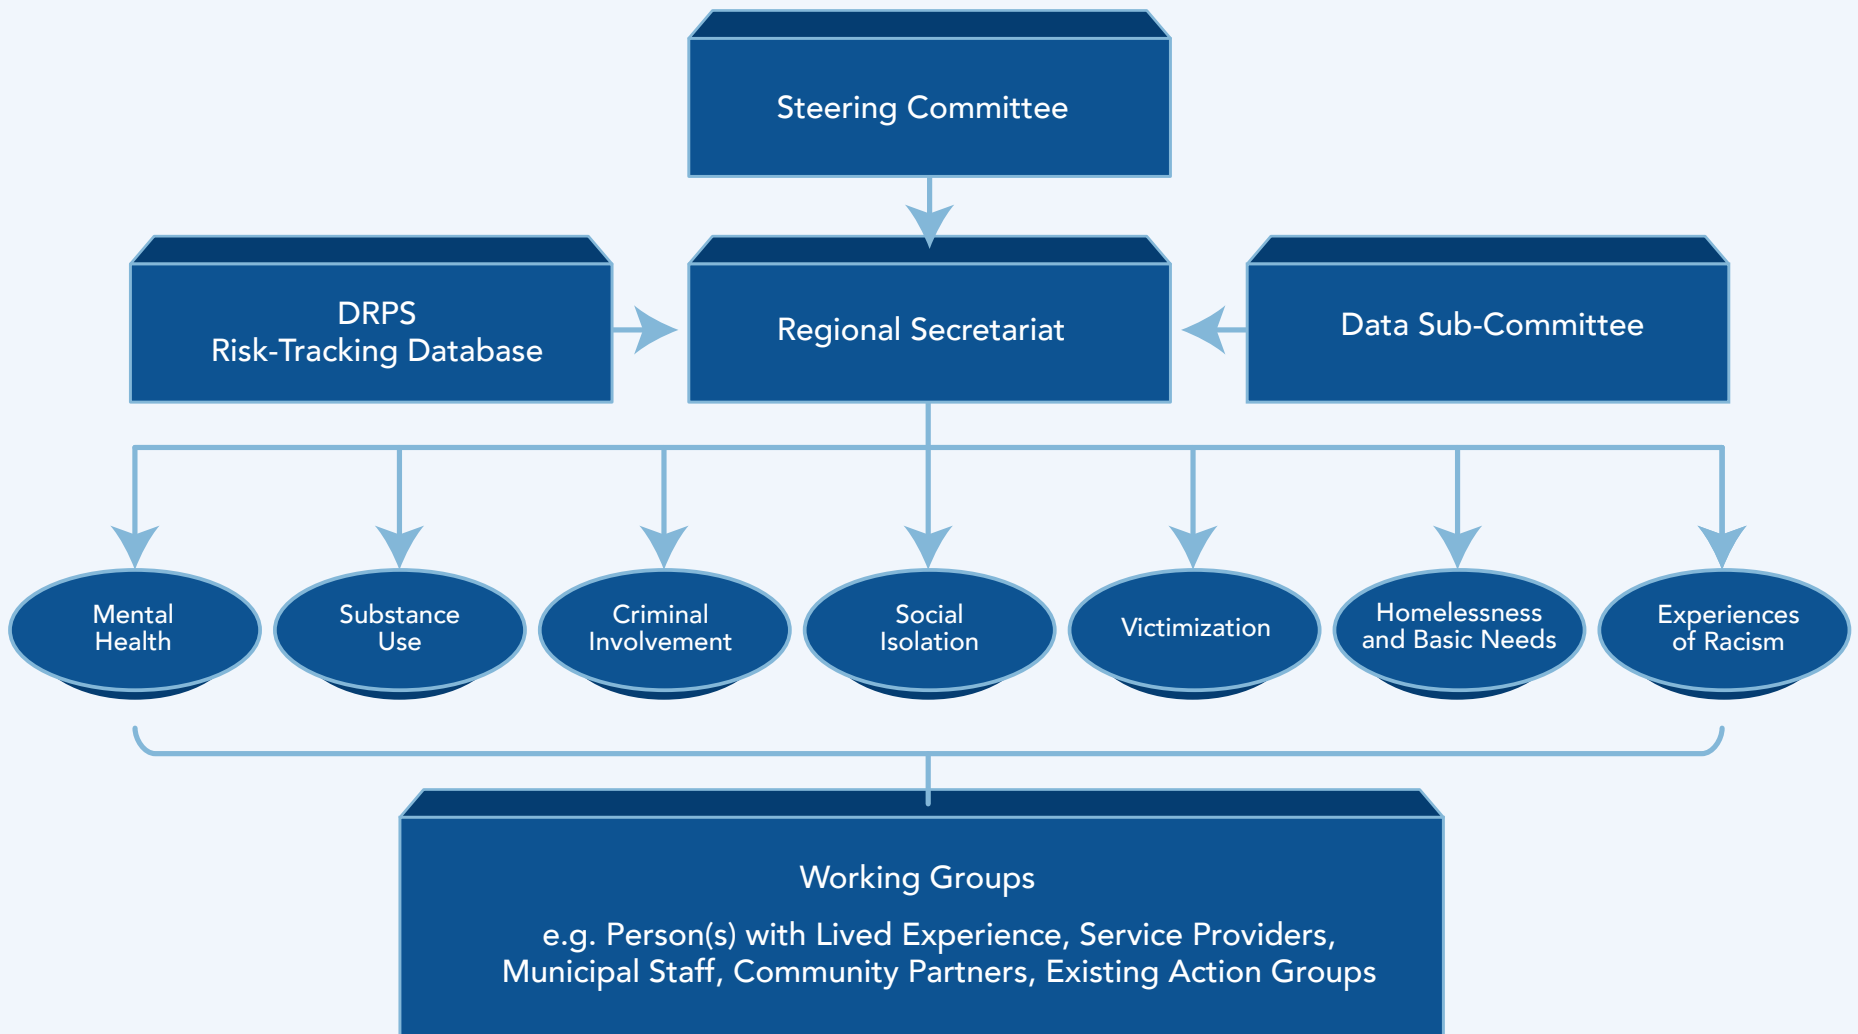 Steering Committee
DRPS
Risk-Tracking Database
Regional Secretariat
Data Sub-Committee
Mental
Health
Substance
Use
Criminal
Involvement
Social
Isolation
Victimization
Homelessness
and Basic Needs
Experiences
of Racism
Working Groups
e.g. Person(s) with Lived Experience, Service Providers,
Municipal Staff, Community Partners, Existing Action Groups